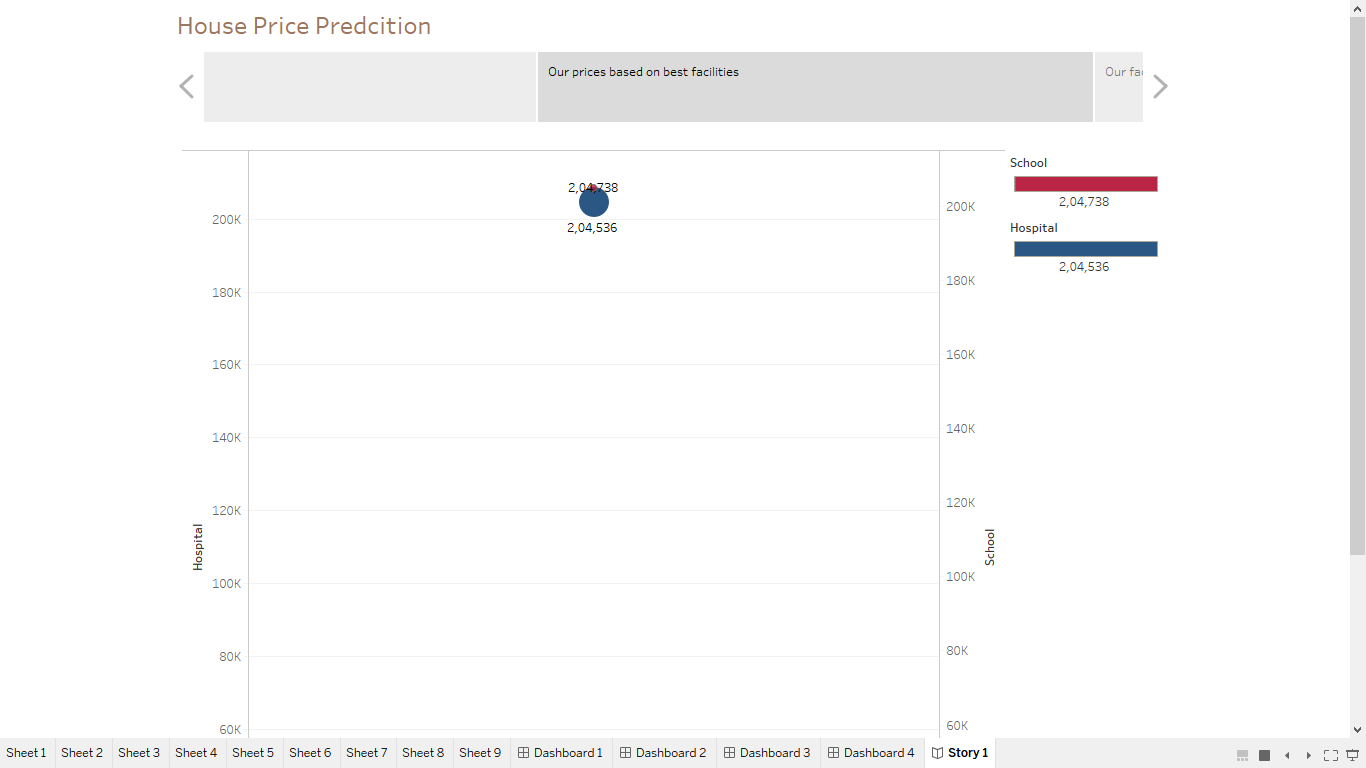 House Price Predcition
Our prices based on best facilities
Our fac
2,04,738
2,04,536
200K
180K
160K
140K
120K
100K
80K
60K
Hospital
200K
180K
160K
140K
120K
100K
80K
60K
School
School
2,04,738
Hospital
2,04,536
Sheet 1 Sheet 2 Sheet 3 Sheet 4 Sheet 5 Sheet 6 Sheet 7 Sheet 8 Sheet 9 Dashboard 1 Dashboard 2 Dashboard 3 Dashboard 4 Story 1